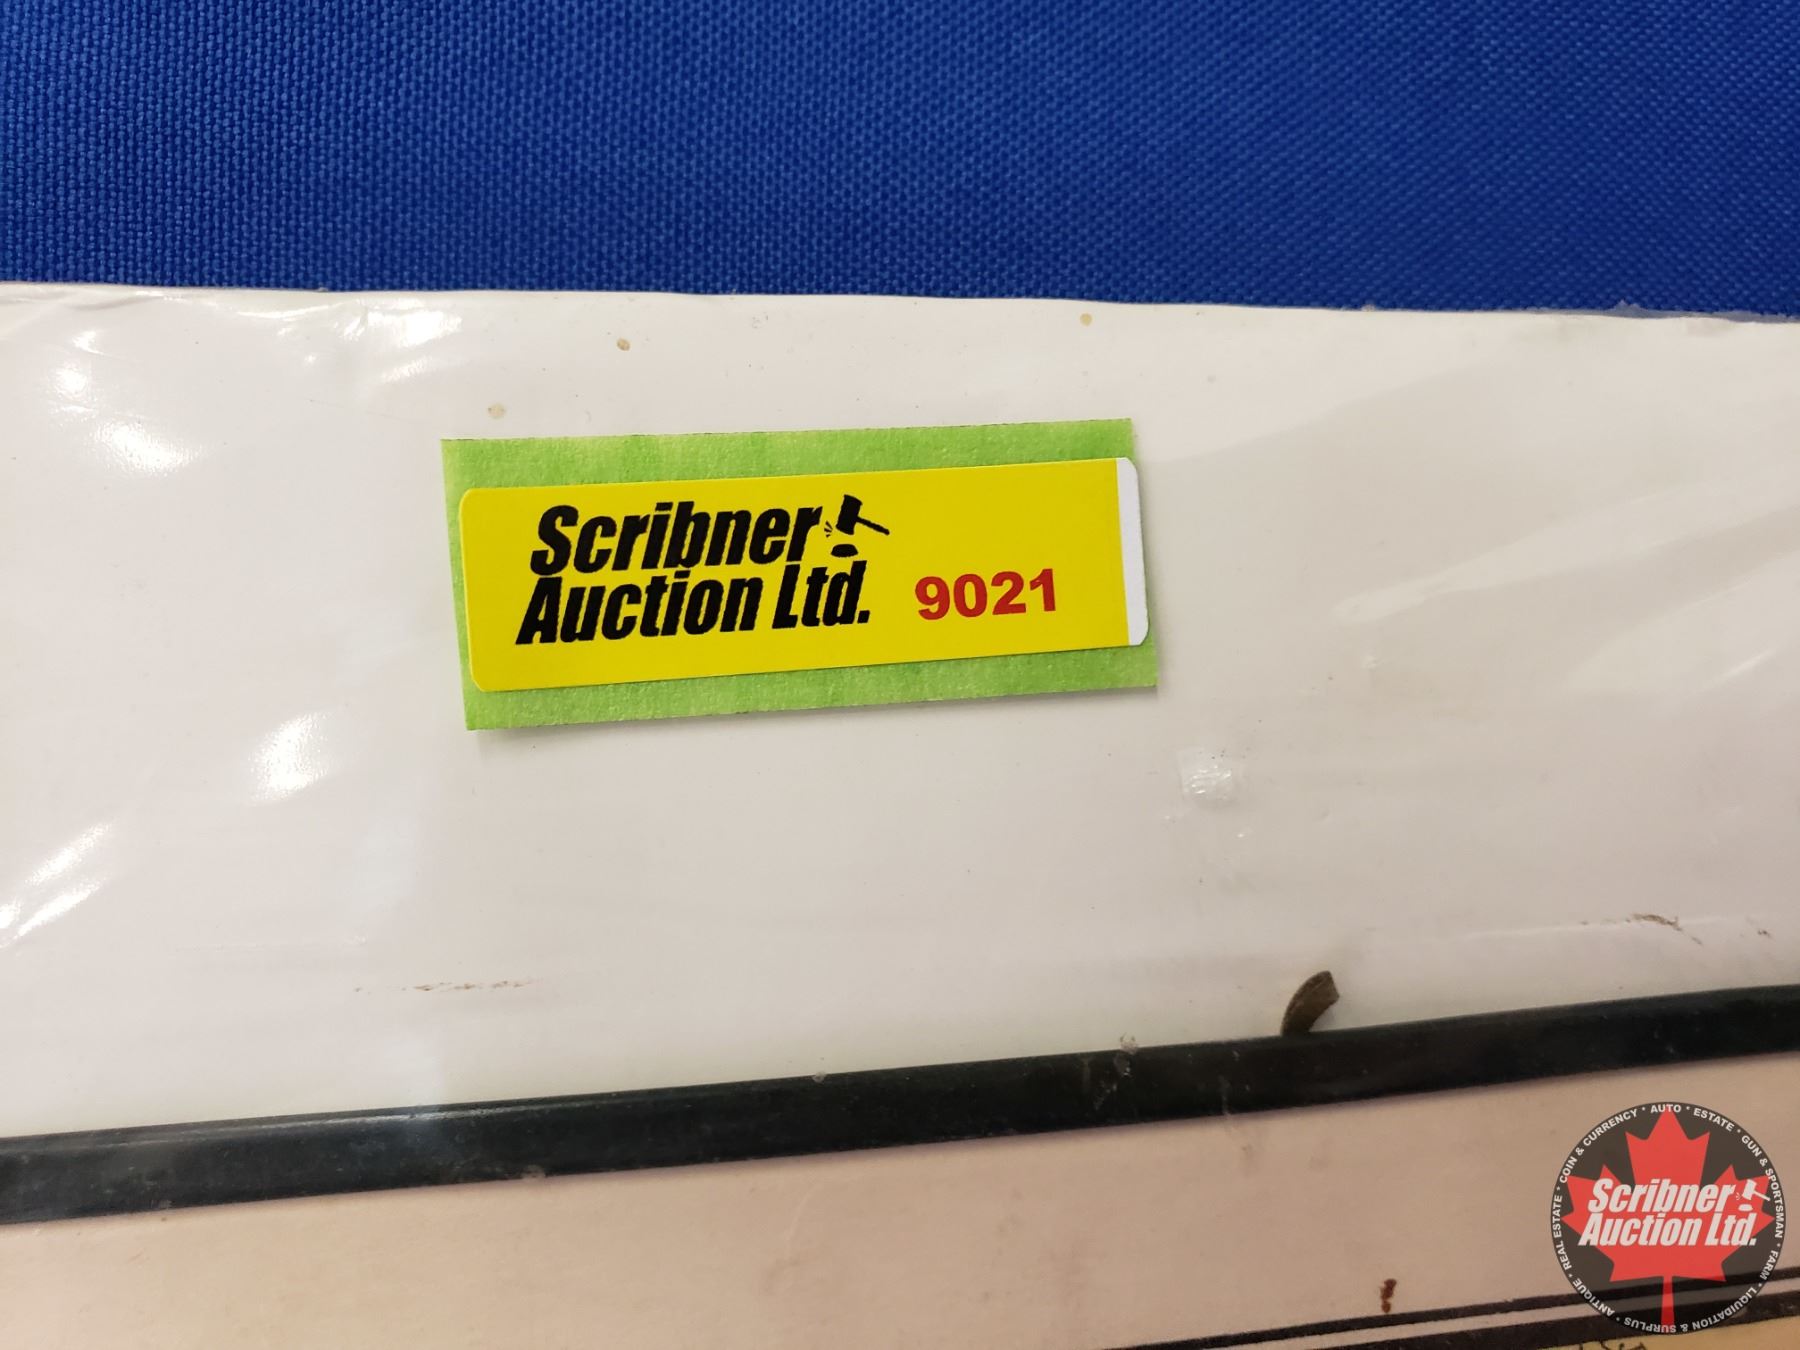 Scribner
Auction Ltd.
9021
COIN & CURRENCY * AUTO * ESTATE * GUN & SPORTSMAN * FARM * LIQUIDATION & SURPLUS * ANTIQUE * REAL ESTATE *
Scribner
Auction Ltd.